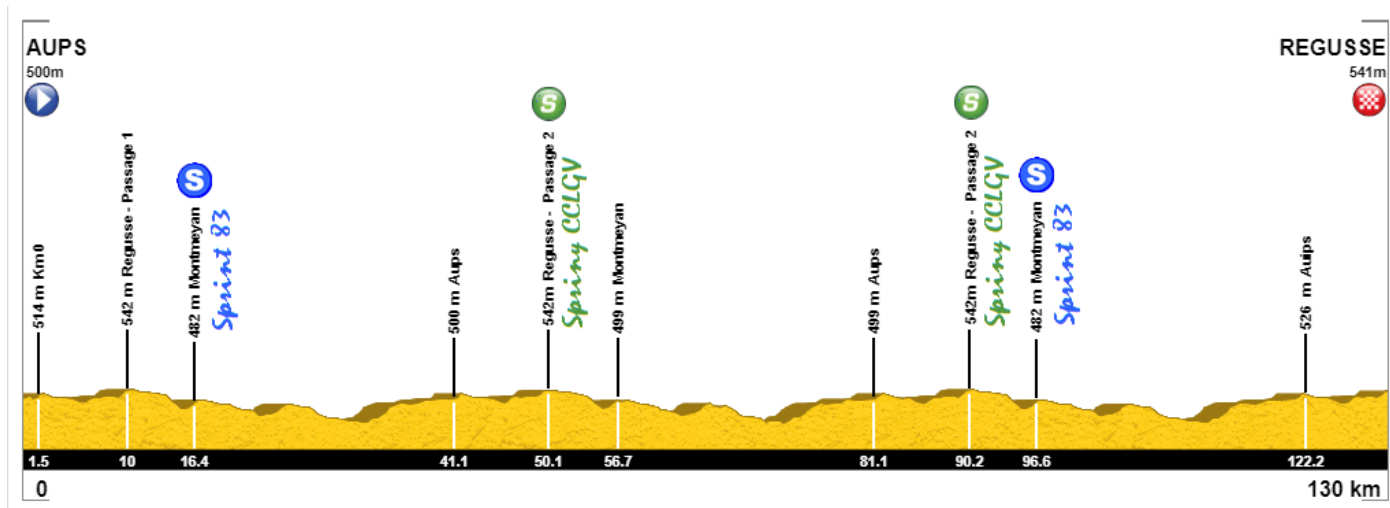 AUPS
500m
REGUSSE
541m
514 m Km0
542 m Regusse - Passage 1
S
482 m Montmeyan
Sprint 83
500 m Aups
S
542m Regusse - Passage 2
Spriny CCLGV
499 m Montmeyan
499 m Aups
S
542m Regusse - Passage 2
Spriny CCLGV
S
482 m Montmeyan
Sprint 83
526 m Auips
1.5 10 16.4 41.1 50.1 56.7 81.1 90.2 96.6 122.2
0
130 km